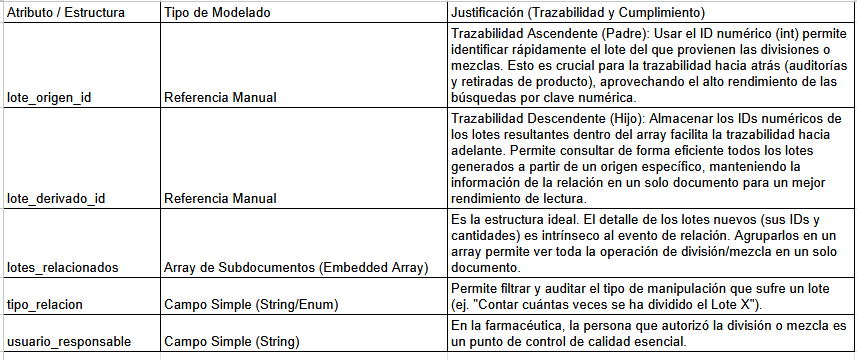 Atributo / Estructura	Tipo de Modelado	Justificación (Trazabilidad y Cumplimiento)
Trazabilidad Ascendente (Padre): Usar el ID numérico (int) permite
identificar rápidamente el lote del que provienen las divisiones o
mezclas. Esto es crucial para la trazabilidad hacia atrás (auditorías
y retiradas de producto), aprovechando el alto rendimiento de las
lote_origen_id	Referencia Manual	búsquedas por clave numérica.
Trazabilidad Descendente (Hijo): Almacenar los IDs numéricos de
los lotes resultantes dentro del array facilita la trazabilidad hacia
adelante. Permite consultar de forma eficiente todos los lotes
generados a partir de un origen específico, manteniendo la
información de la relación en un solo documento para un mejor
lote_derivado_id	Referencia Manual	rendimiento de lectura.
Es la estructura ideal. El detalle de los lotes nuevos (sus IDs y
cantidades) es intrínseco al evento de relación. Agruparlos en un
array permite ver toda la operación de división/mezcla en un solo
lotes_relacionados	Array de Subdocumentos (Embedded Array)	documento.
Permite filtrar y auditar el tipo de manipulación que sufre un lote
tipo_relacion	Campo Simple (String/Enum)	(ej. "Contar cuántas veces se ha dividido el Lote X").
En la farmacéutica, la persona que autorizó la división o mezcla es
usuario_responsable	Campo Simple (String)	un punto de control de calidad esencial.